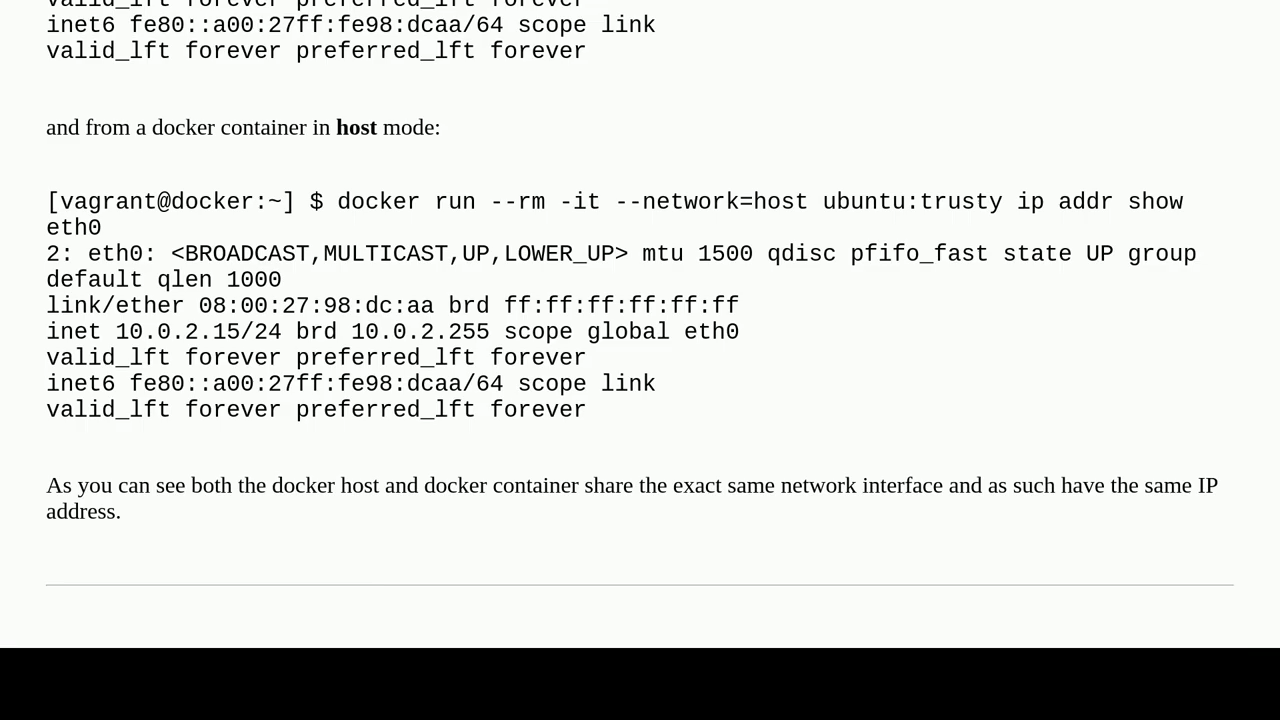 valid_lft forever preferred_lft forever
inet6 fe80::a00:27ff:fe98:dcaa/64 scope link
valid_lft forever preferred_lft forever
and from a docker container in host mode:
[vagrant@docker:~] $ docker run --rm -it --network=host ubuntu:trusty ip addr show
eth0
2: eth0: <BROADCAST,MULTICAST,UP,LOWER_UP> mtu 1500 qdisc pfifo_fast state UP group
default qlen 1000
link/ether 08:00:27:98:dc:aa brd ff:ff:ff:ff:ff:ff
inet 10.0.2.15/24 brd 10.0.2.255 scope global eth0
valid_lft forever preferred_lft forever
inet6 fe80::a00:27ff:fe98:dcaa/64 scope link
valid_lft forever preferred_lft forever
As you can see both the docker host and docker container share the exact same network interface and as such have the same IP
address.